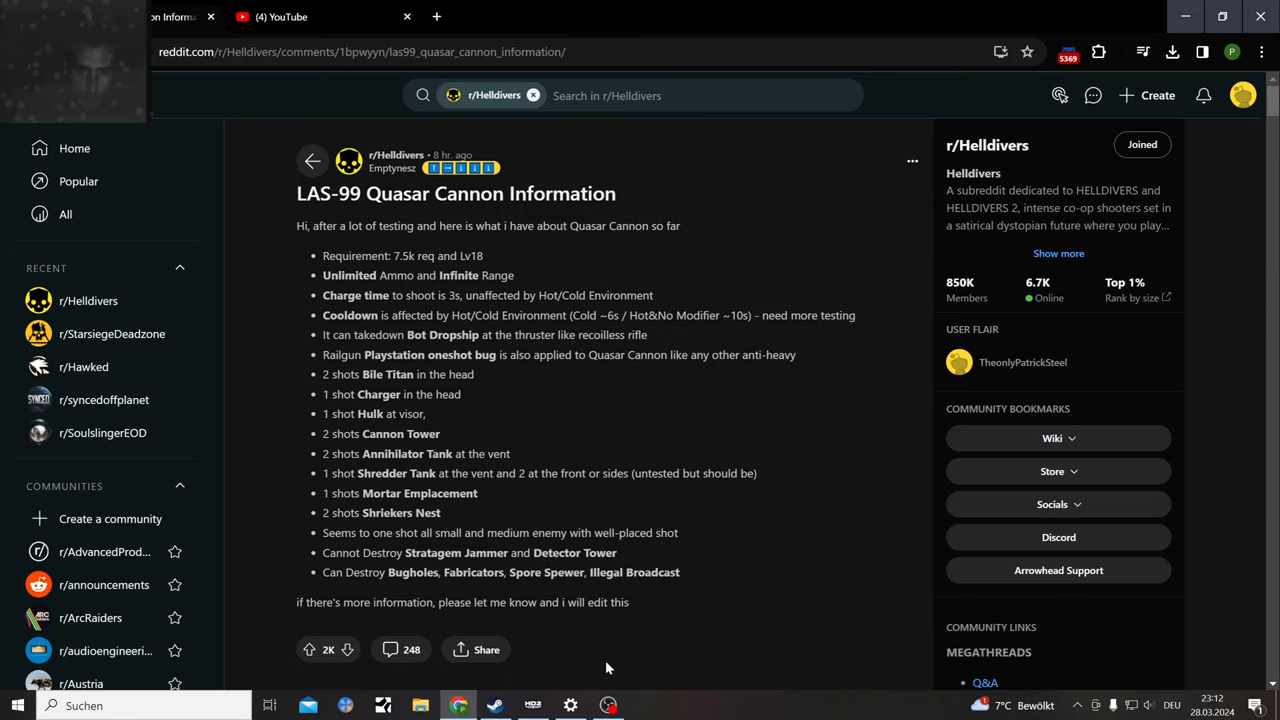 on Informa
(4) YouTube
reddit.com/r/Helldivers/comments/1bpwyyn/las99_quasar_cannon_information/
5369
P
r/Helldivers
Search in r/Helldivers
Create
Home
Popular
All
RECENT
r/Helldivers
r/StarsiegeDeadzone
r/Hawked
r/syncedoffplanet
r/SoulslingerEOD
COMMUNITIES
Create a community
r/AdvancedProd...
r/announcements
r/ArcRaiders
r/audioengineeri...
r/Austria
r/Helldivers • 8 hr. ago
Emptynesz
LAS-99 Quasar Cannon Information
Hi, after a lot of testing and here is what i have about Quasar Cannon so far
• Requirement: 7.5k req and Lv18
• Unlimited Ammo and Infinite Range
• Charge time to shoot is 3s, unaffected by Hot/Cold Environment
• Cooldown is affected by Hot/Cold Environment (Cold ~6s / Hot&No Modifier ~10s) - need more testing
• It can takedown Bot Dropship at the thruster like recoilless rifle
• Railgun Playstation oneshot bug is also applied to Quasar Cannon like any other anti-heavy
• 2 shots Bile Titan in the head
• 1 shot Charger in the head
• 1 shot Hulk at visor,
• 2 shots Cannon Tower
• 2 shots Annihilator Tank at the vent
• 1 shot Shredder Tank at the vent and 2 at the front or sides (untested but should be)
• 1 shots Mortar Emplacement
• 2 shots Shriekers Nest
• Seems to one shot all small and medium enemy with well-placed shot
• Cannot Destroy Stratagem Jammer and Detector Tower
• Can Destroy Bugholes, Fabricators, Spore Spewer, Illegal Broadcast
if there's more information, please let me know and i will edit this
2K
248
Share
r/Helldivers
Joined
Helldivers
A subreddit dedicated to HELLDIVERS and
HELLDIVERS 2, intense co-op shooters set in
a satirical dystopian future where you play...
Show more
850K
6.7K
Top 1%
Members
Online
Rank by size
USER FLAIR
TheonlyPatrickSteel
COMMUNITY BOOKMARKS
Wiki
Store
Socials
Discord
Arrowhead Support
COMMUNITY LINKS
MEGATHREADS
Q&A
Suchen
HD2
7°C Bewölkt
DEU
23:12
28.03.2024